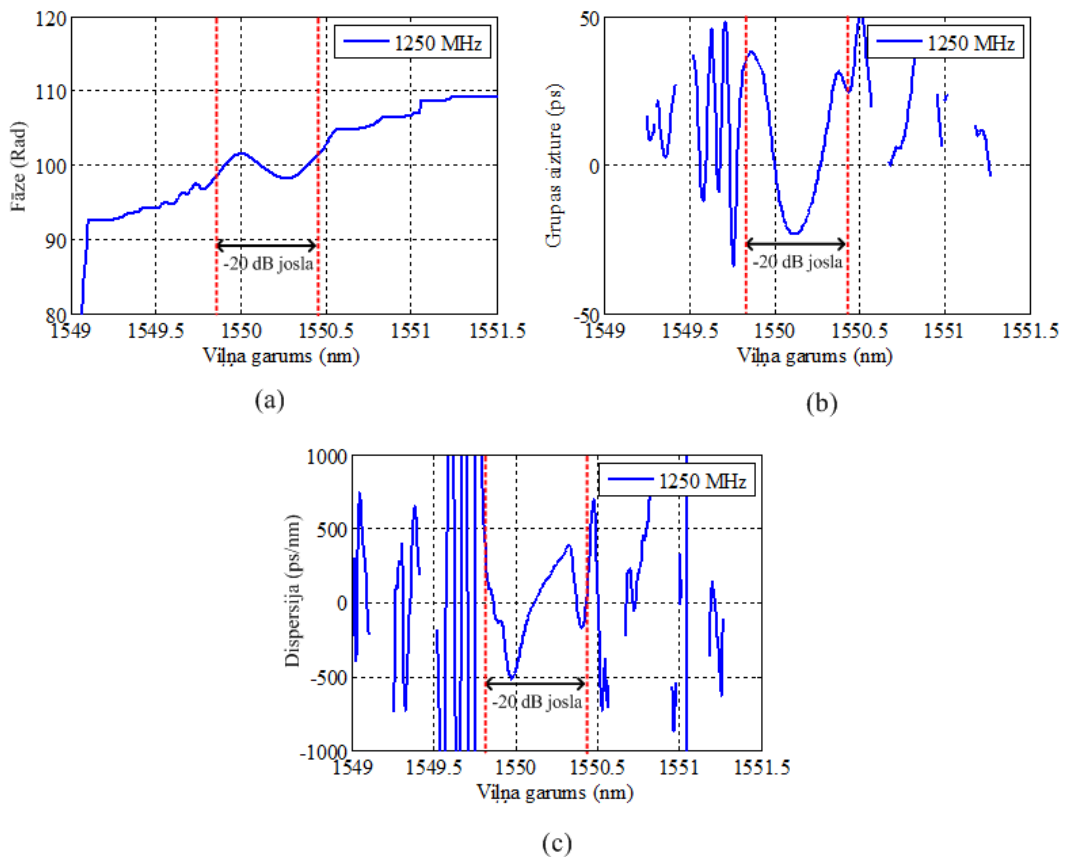 120
110
100
90
80
Fāze (Rad)
1250 MHz
-20 dB josla
1549
1549.5
1550
1550.5
1551
1551.5
Viļņa garums (nm)
(a)
50
0
-50
Grupas aizture (ps)
1250 MHz
-20 dB josla
1549
1549.5
1550
1550.5
1551
1551.5
Viļņa garums (nm)
(b)
1000
500
0
-500
-1000
Dispersija (ps/nm)
1250 MHz
-20 dB josla
1549
1549.5
1550
1550.5
1551
1551.5
Viļņa garums (nm)
(c)